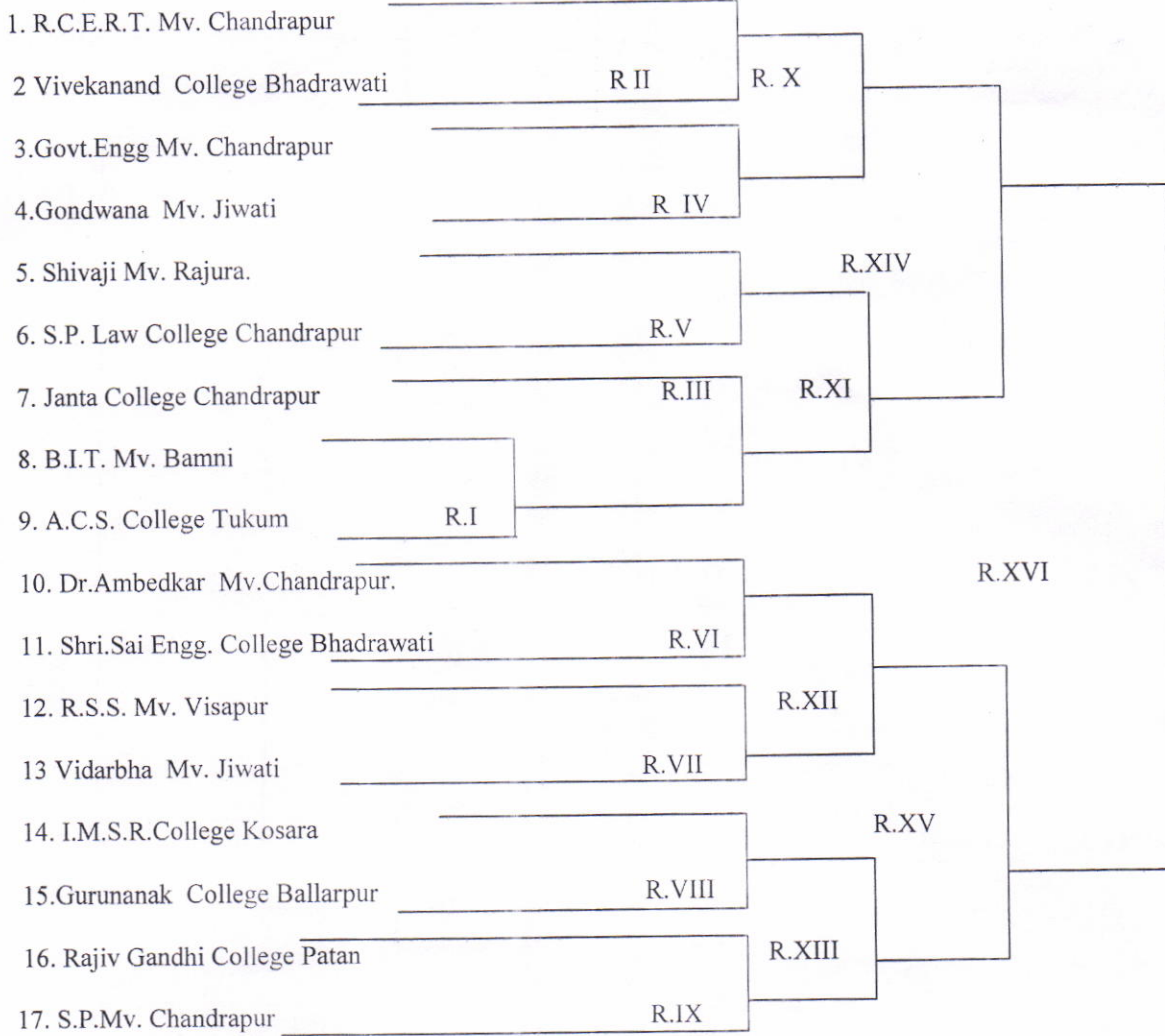 1. R.C.E.R.T. Mv. Chandrapur
2 Vivekanand College Bhadrawati R II R. X
3.Govt.Engg Mv. Chandrapur
4.Gondwana Mv. Jiwati R IV
5. Shivaji Mv. Rajura. R.XIV
6. S.P. Law College Chandrapur R.V
7. Janta College Chandrapur R.III R.XI
8. B.I.T. Mv. Bamni
9. A.C.S. College Tukum R.I
10. Dr.Ambedkar Mv.Chandrapur. R.XVI
11. Shri.Sai Engg. College Bhadrawati R.VI
12. R.S.S. Mv. Visapur R.XII
13 Vidarbha Mv. Jiwati R.VII
14. I.M.S.R.College Kosara R.XV
15.Gurunanak College Ballarpur R.VIII
16. Rajiv Gandhi College Patan R.XIII
17. S.P.Mv. Chandrapur R.IX